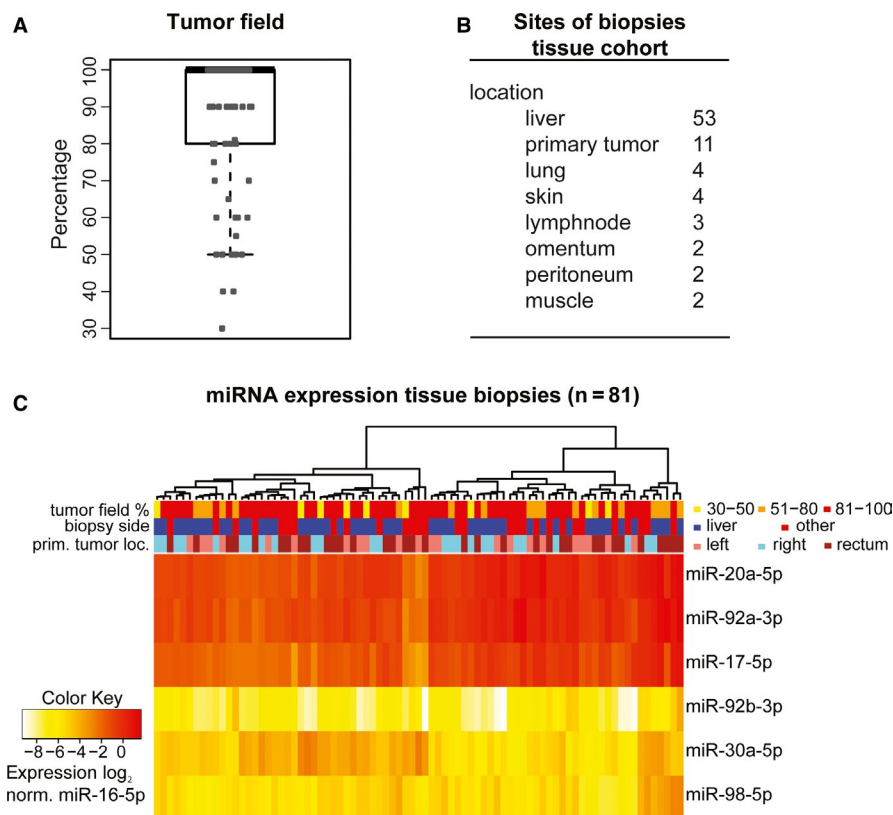 A
Tumor field
Percentage
100
90
80
70
60
50
40
30
B
Sites of biopsies
tissue cohort
location
liver 53
primary tumor 11
lung 4
skin 4
lymphnode 3
omentum 2
peritoneum 2
muscle 2
C
miRNA expression tissue biopsies (n = 81)
tumor field %
biopsy side
prim. tumor loc.
30−50 51−80 81−100
liver other
left right rectum
miR-20a-5p
miR-92a-3p
miR-17-5p
miR-92b-3p
miR-30a-5p
miR-98-5p
Color Key
−8 −6 −4 −2 0
Expression log₂
norm. miR-16-5p